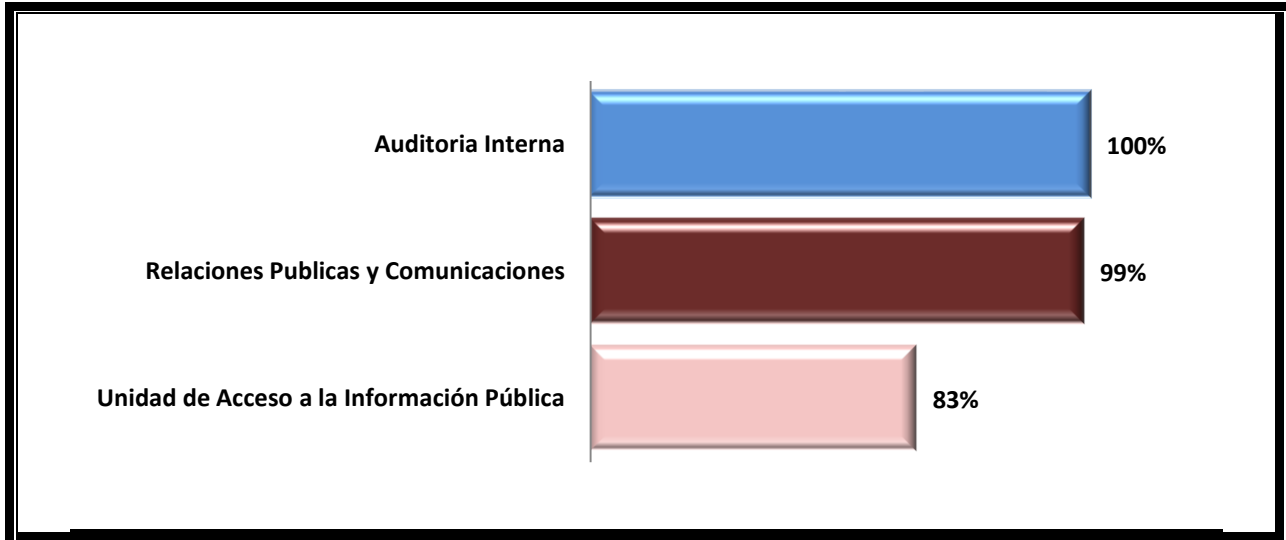 Auditoria Interna 100%
Relaciones Publicas y Comunicaciones 99%
Unidad de Acceso a la Información Pública 83%